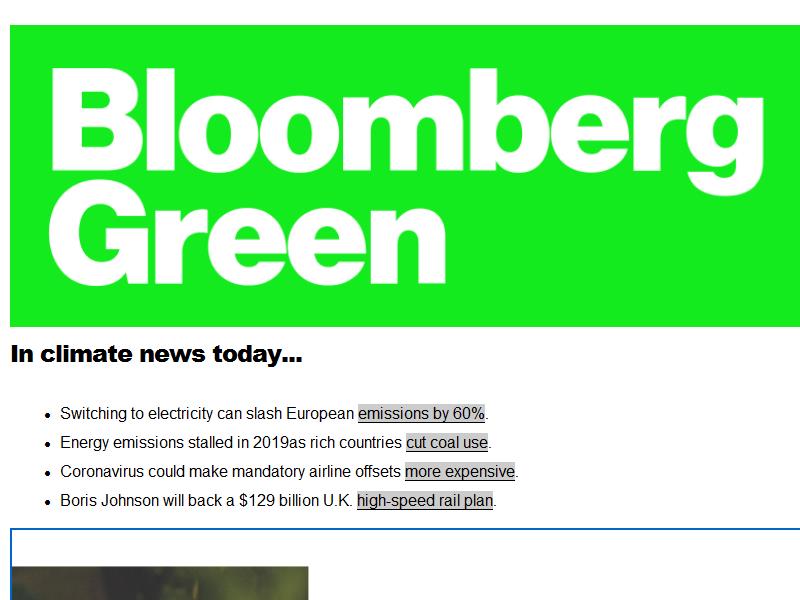 Bloomberg
Green
In climate news today...
Switching to electricity can slash European emissions by 60%.
Energy emissions stalled in 2019as rich countries cut coal use.
Coronavirus could make mandatory airline offsets more expensive.
Boris Johnson will back a $129 billion U.K. high-speed rail plan.